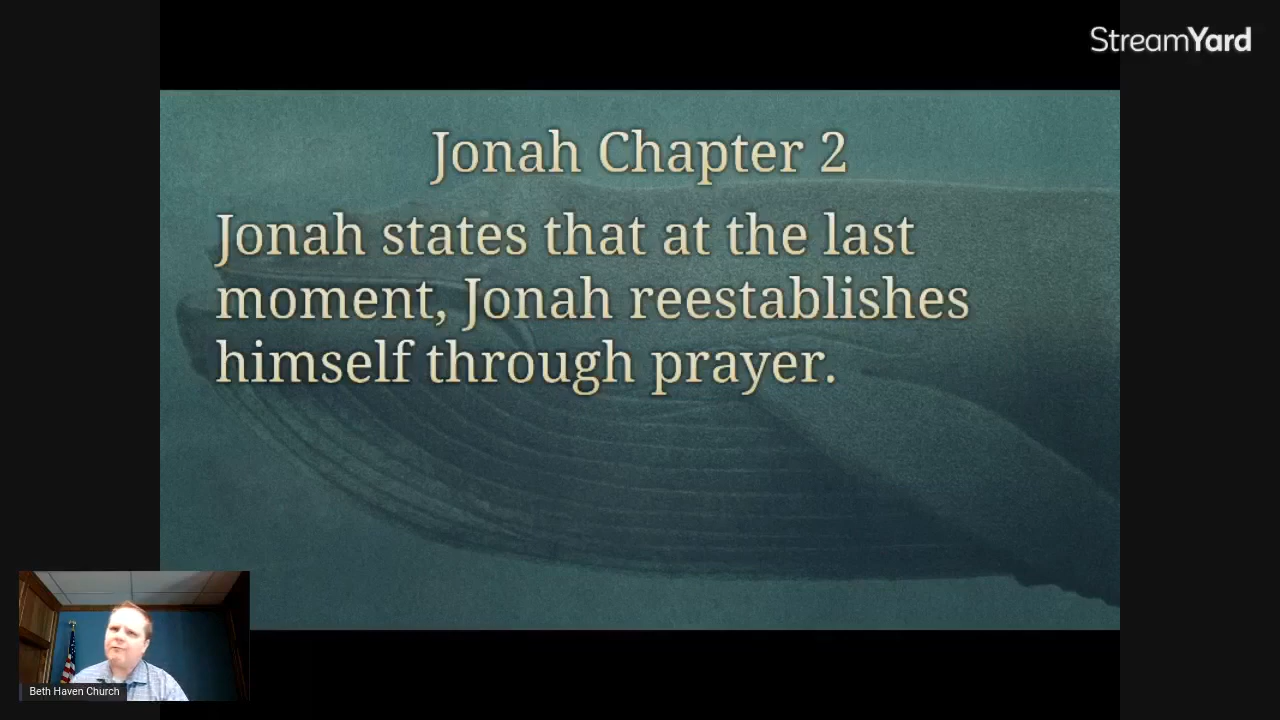 StreamYard
Jonah Chapter 2
Jonah states that at the last
moment, Jonah reestablishes
himself through prayer.
Beth Haven Church